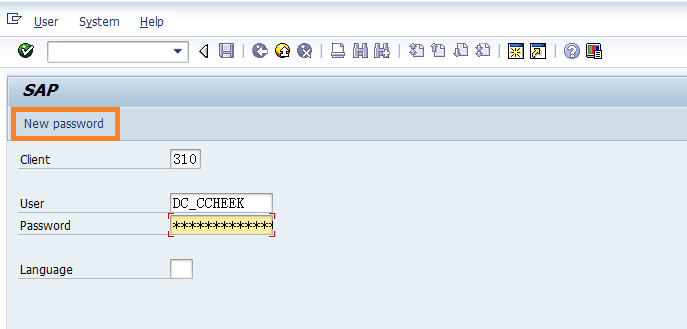 User System Help
SAP
New password
Client 310
User DC_CCHEEK
Password *************
Language